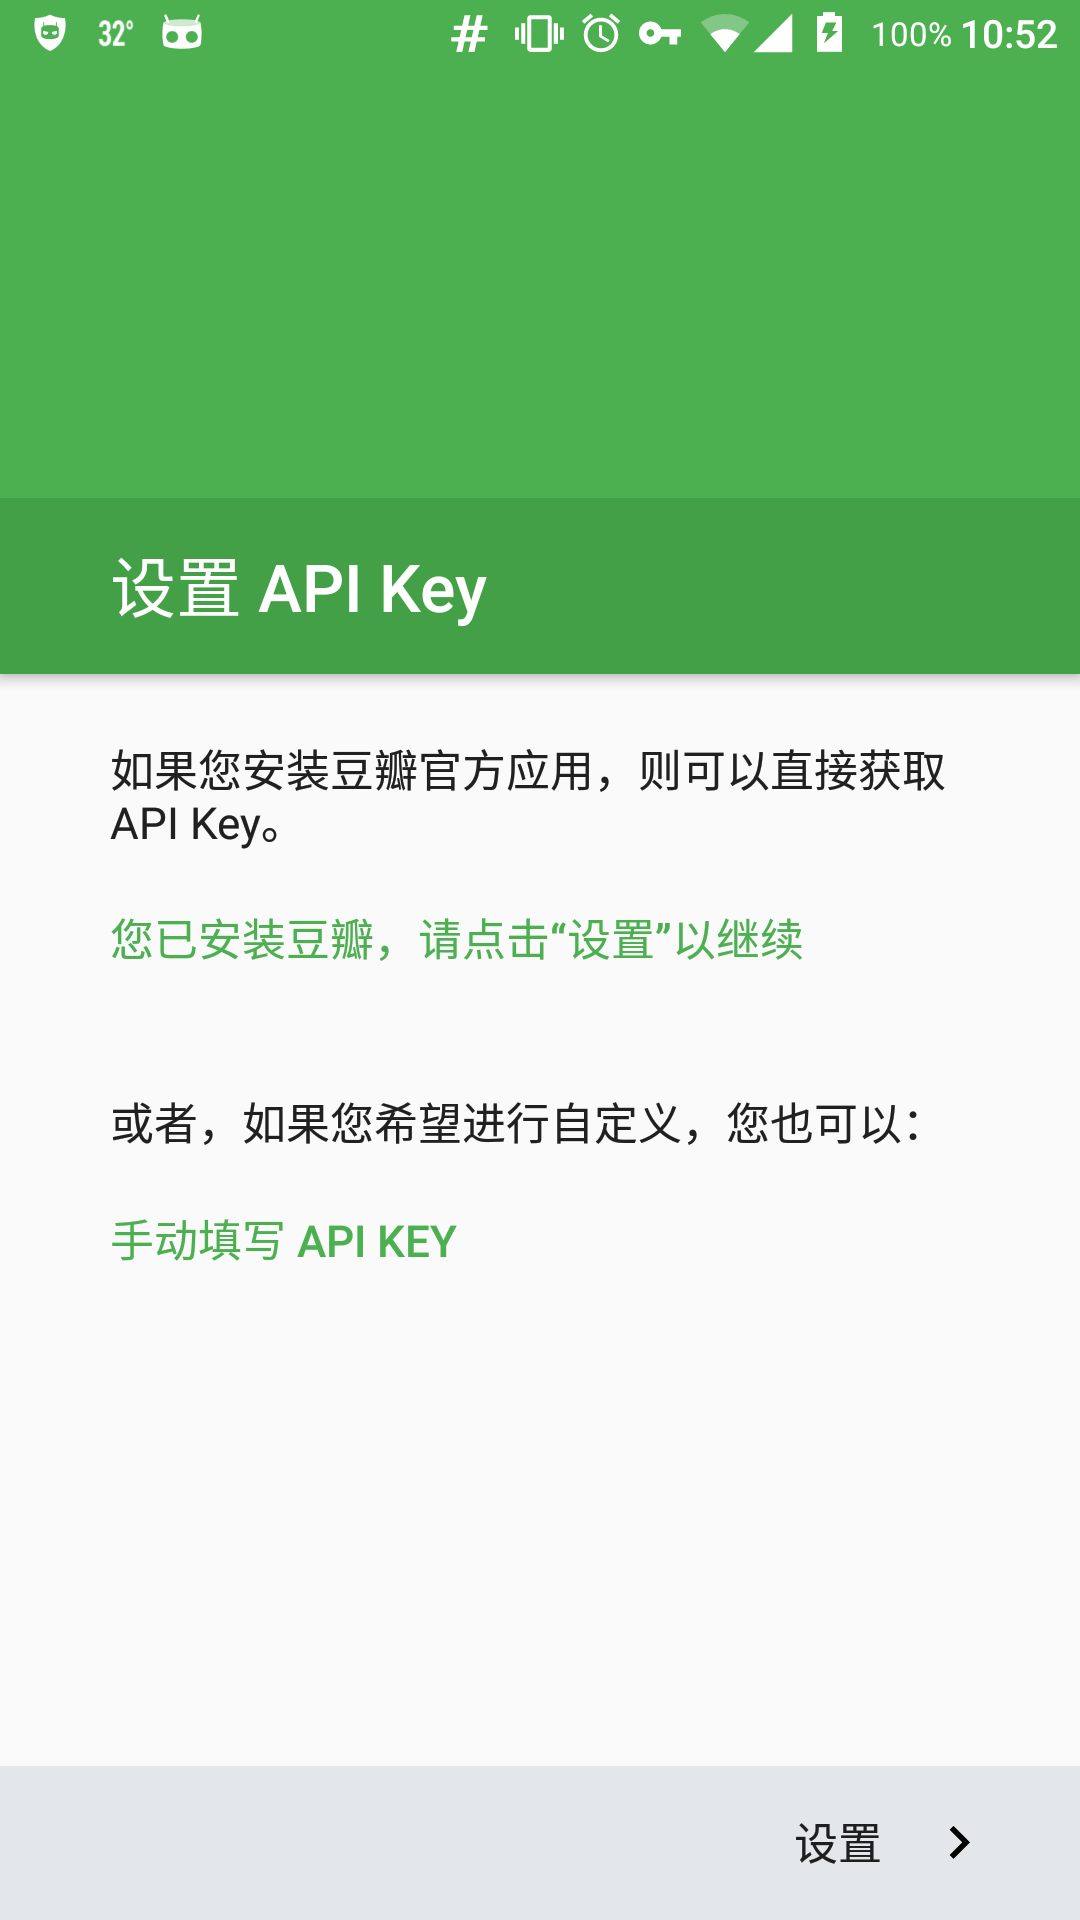 32°
100% 10:52
设置 API Key
如果您安装豆瓣官方应用，则可以直接获取
API Key。
您已安装豆瓣，请点击“设置”以继续
或者，如果您希望进行自定义，您也可以：
手动填写 API KEY
设置